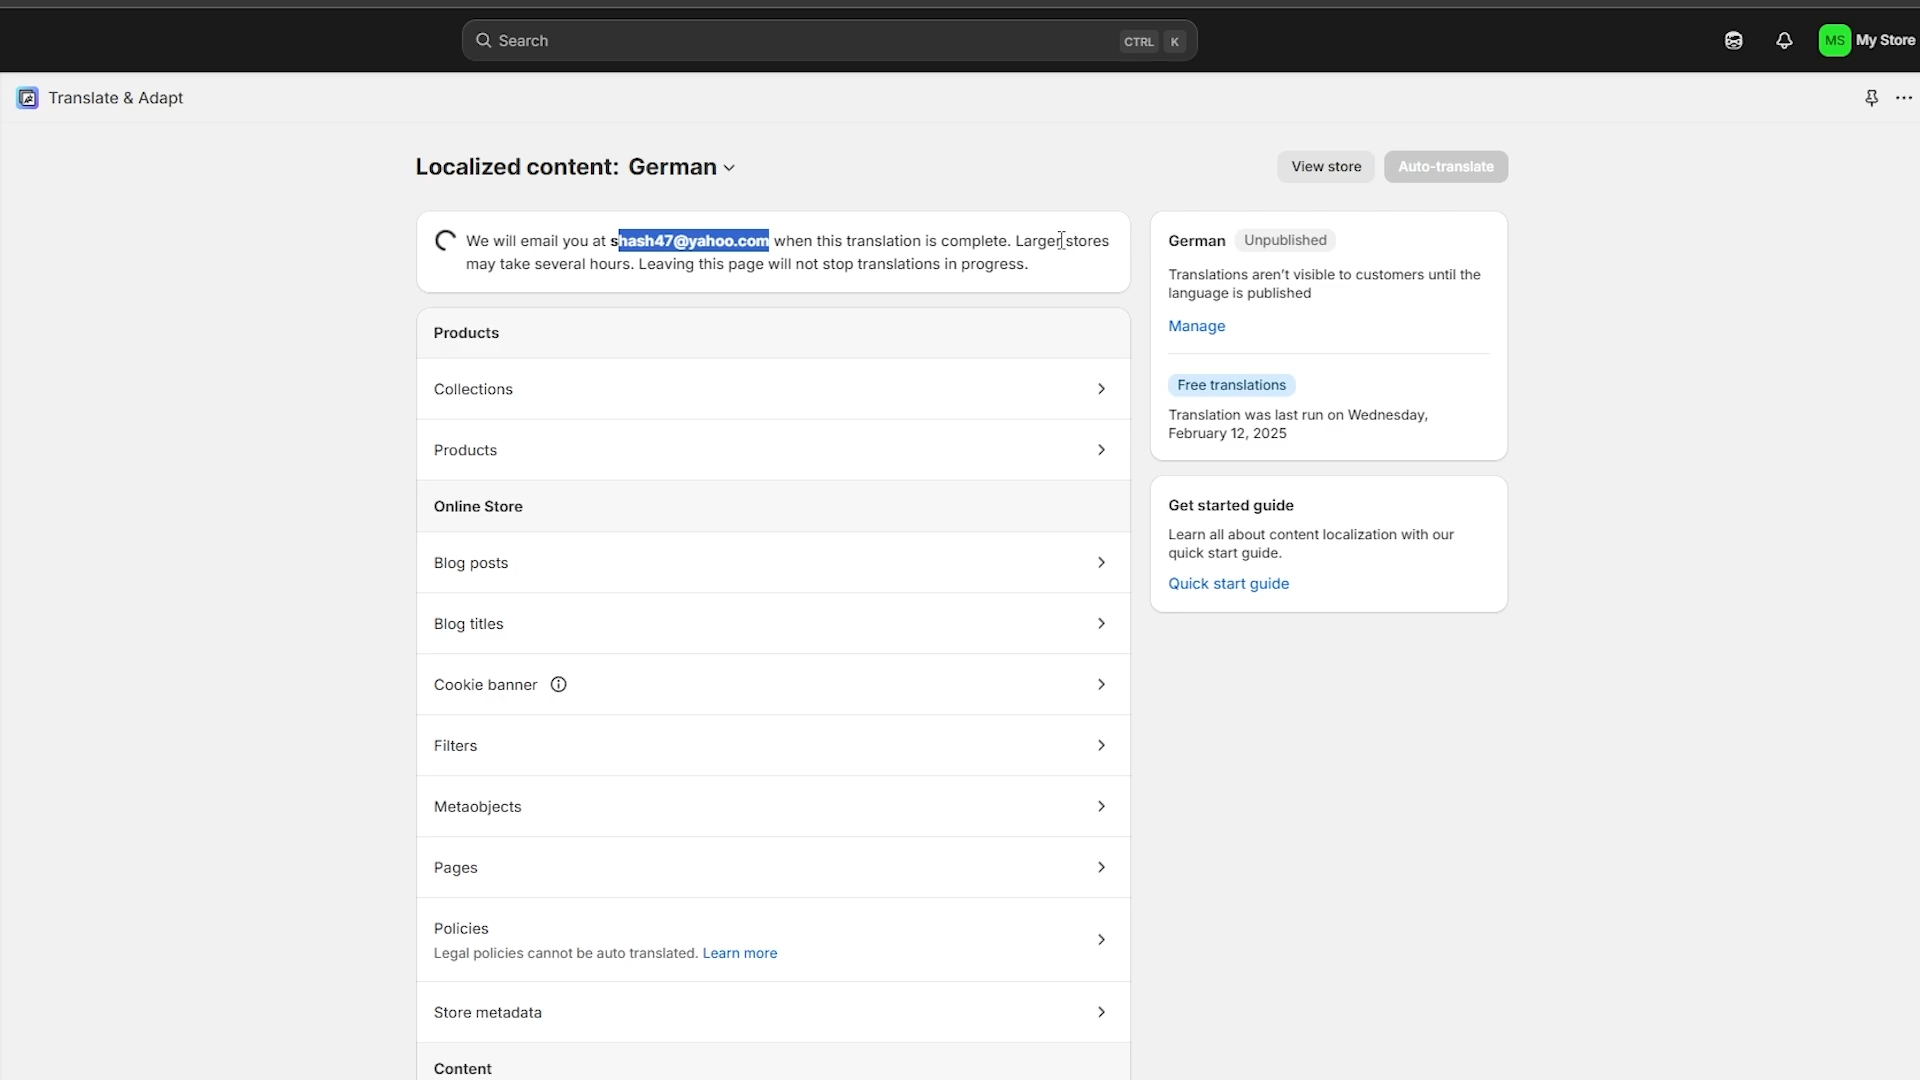 Search
CTRL K
MS My Store
Translate & Adapt
Localized content: German
View store
Auto-translate
We will email you at shash47@yahoo.com when this translation is complete. Larger stores
may take several hours. Leaving this page will not stop translations in progress.
German Unpublished
Translations aren’t visible to customers until the
language is published
Manage
Free translations
Translation was last run on Wednesday,
February 12, 2025
Get started guide
Learn all about content localization with our
quick start guide.
Quick start guide
Products
Collections
Products
Online Store
Blog posts
Blog titles
Cookie banner
Filters
Metaobjects
Pages
Policies
Legal policies cannot be auto translated. Learn more
Store metadata
Content